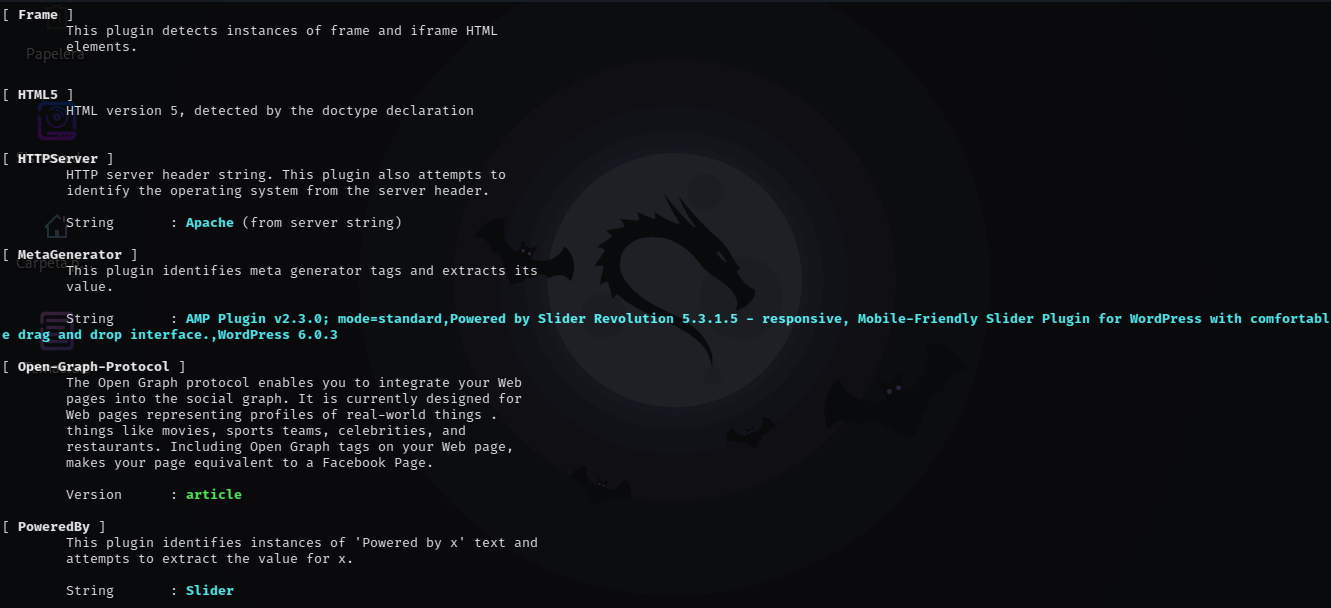 [ Frame ]
This plugin detects instances of frame and iframe HTML
elements.
Papelera
[ HTML5 ]
HTML version 5, detected by the doctype declaration
[ HTTPServer ]
HTTP server header string. This plugin also attempts to
identify the operating system from the server header.
String       : Apache (from server string)
[ MetaGenerator ]
Carpeta
This plugin identifies meta generator tags and extracts its
value.
String       : AMP Plugin v2.3.0; mode=standard,Powered by Slider Revolution 5.3.1.5 - responsive, Mobile-Friendly Slider Plugin for WordPress with comfortabl
e drag and drop interface.,WordPress 6.0.3
[ Open-Graph-Protocol ]
The Open Graph protocol enables you to integrate your Web
pages into the social graph. It is currently designed for
Web pages representing profiles of real-world things .
things like movies, sports teams, celebrities, and
restaurants. Including Open Graph tags on your Web page,
makes your page equivalent to a Facebook Page.
Version      : article
[ PoweredBy ]
This plugin identifies instances of 'Powered by x' text and
attempts to extract the value for x.
String       : Slider